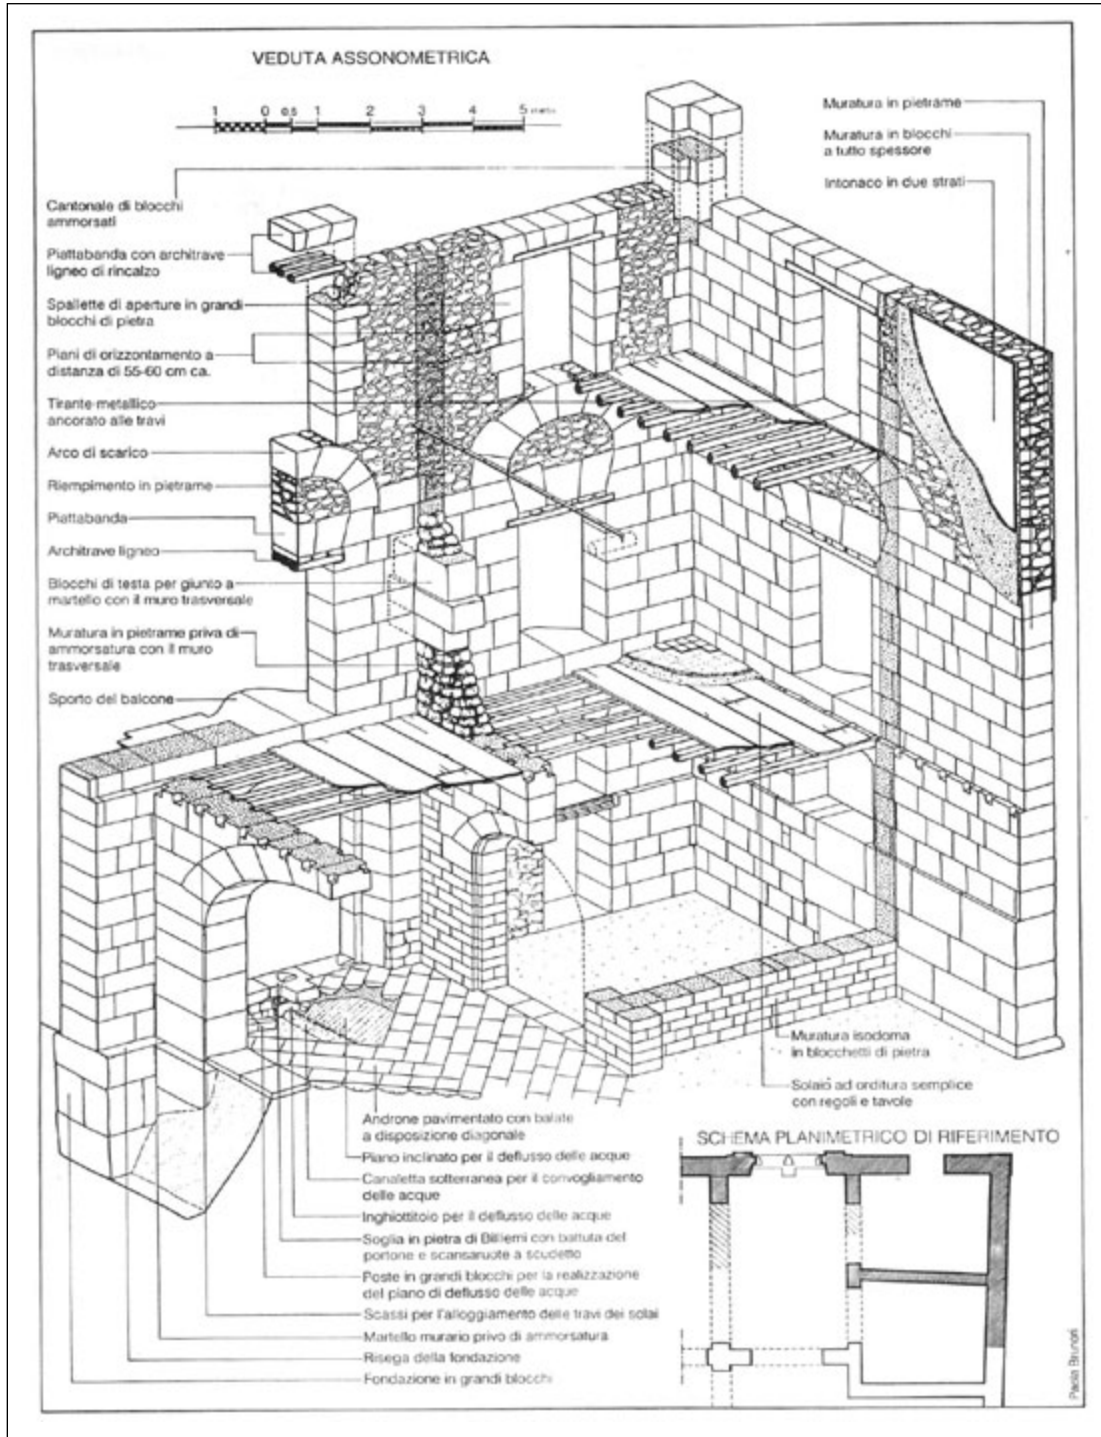 VEDUTA ASSONOMETRICA
1 0 0,5 1 2 3 4 5 metri
Cantonale di blocchi
ammorsati
Piattabanda con architrave
ligneo di rincalzo
Spallette di aperture in grandi
blocchi di pietra
Piani di orizzontamento a
distanza di 55-60 cm ca.
Tirante metallico
ancorato alle travi
Arco di scarico
Riempimento in pietrame
Piattabanda
Architrave ligneo
Blocchi di testa per giunto a
martello con il muro trasversale
Muratura in pietrame priva di
ammorsatura con il muro
trasversale
Sporto del balcone
Muratura in pietrame
Muratura in blocchi
a tutto spessore
Intonaco in due strati
Muratura isodoma
in blocchetti di pietra
Solaio ad orditura semplice
con regoli e tavole
Androne pavimentato con balate
a disposizione diagonale
Piano inclinato per il deflusso delle acque
Canaletta sotterranea per il convogliamento
delle acque
Inghiottitoio per il deflusso delle acque
Soglia in pietra di Billiemi con battuta del
portone e scansaruote a scudetto
Poste in grandi blocchi per la realizzazione
del piano di deflusso delle acque
Scassi per l'alloggiamento delle travi dei solai
Martello murario privo di ammorsatura
Risega della fondazione
Fondazione in grandi blocchi
SCHEMA PLANIMETRICO DI RIFERIMENTO
Paola Brunori